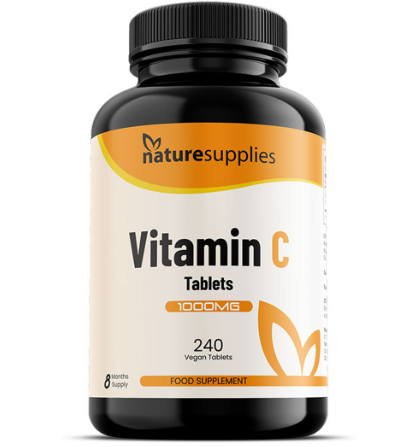 naturesupplies
Vitamin C
Tablets
1000MG
240
Vegan Tablets
8 Months
Supply
FOOD SUPPLEMENT